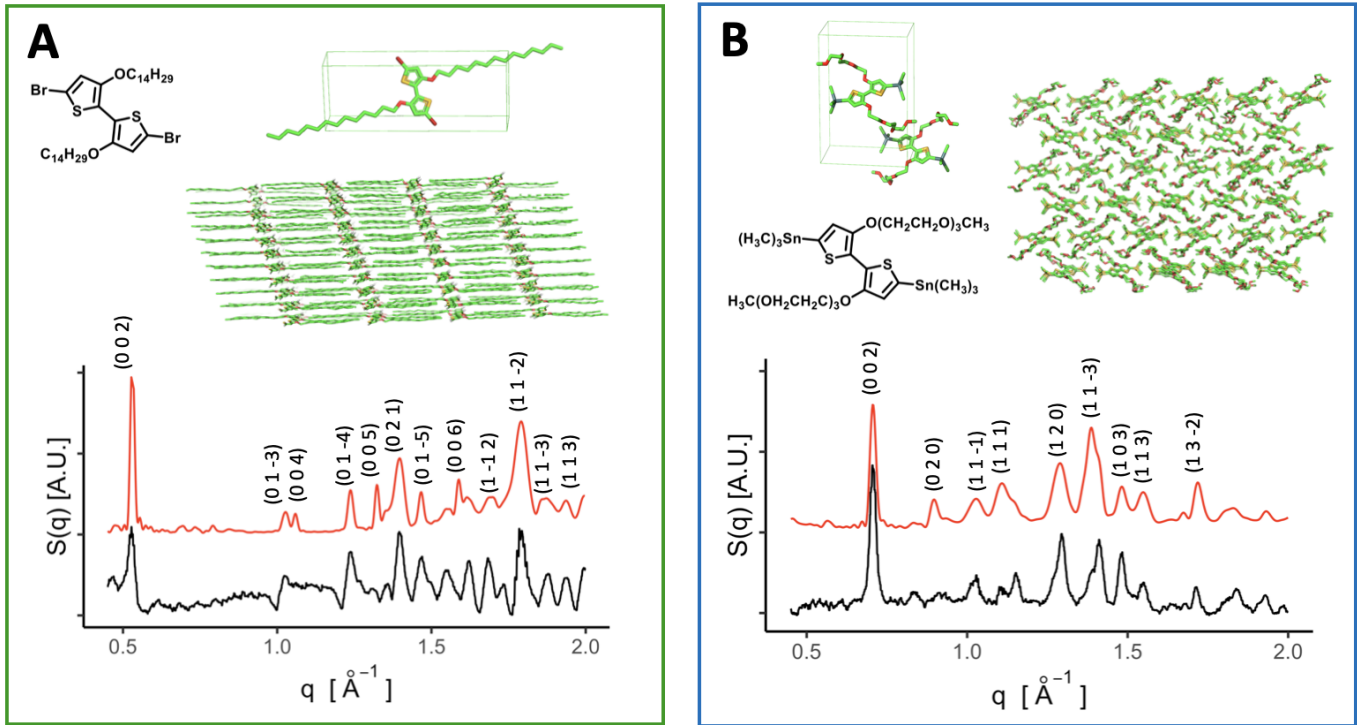 A
OC14H29
Br
S
S
Br
C14H29O
(0 0 2)
(0 1 -3)
(0 0 4)
(0 1 -4)
(0 0 5)
(0 2 1)
(0 1 -5)
(0 0 6)
(1 -1 2)
(1 1 -2)
(1 1 -3)
(1 1 3)
S(q) [A.U.]
0.5 1.0 1.5 2.0
q [ Å−1 ]
B
(H3C)3Sn
O(CH2CH2O)3CH3
S
S
Sn(CH3)3
H3C(OH2CH2C)3O
(0 0 2)
(0 2 0)
(1 1 -1)
(1 1 1)
(1 2 0)
(1 1 -3)
(1 0 3)
(1 1 3)
(1 3 -2)
S(q) [A.U.]
0.5 1.0 1.5 2.0
q [ Å−1 ]